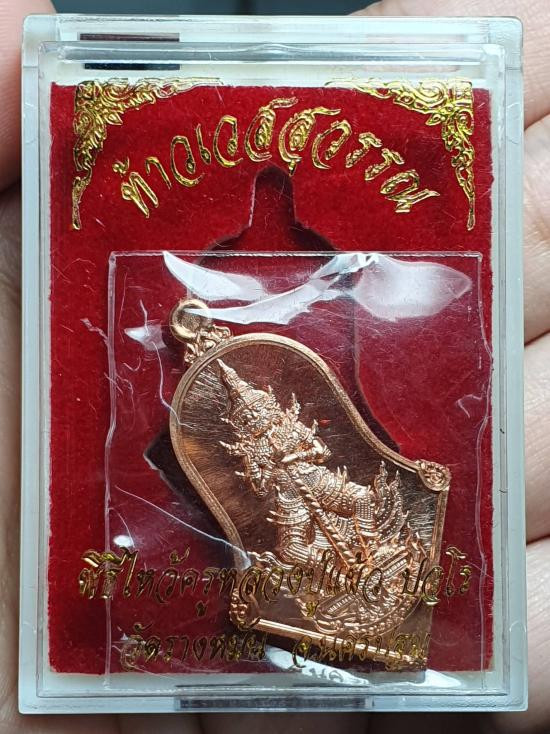 ท้าวเวสสุวรรณ
พิธีไหว้ครูหลวงปู่แผ้ว ปวโร
วัดรางหมัน จ.นครปฐม